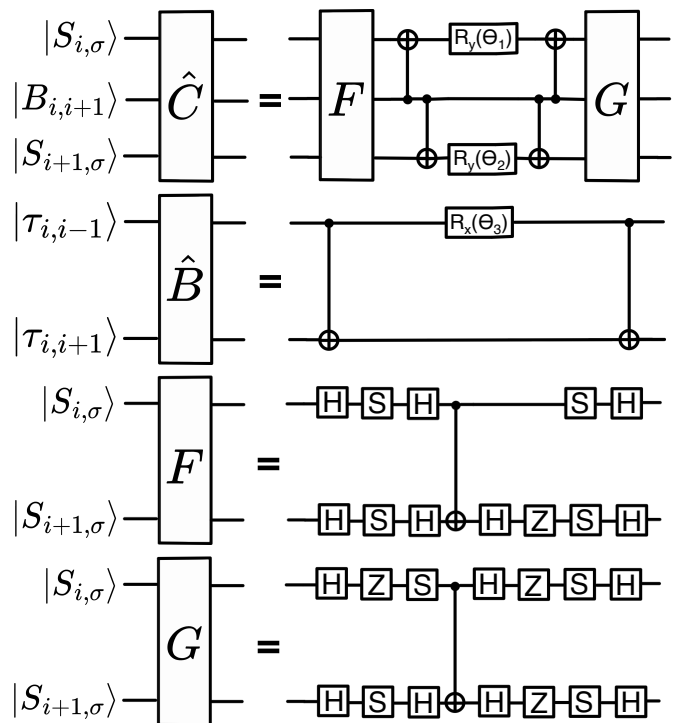 |S_{i,σ}⟩ Ĉ = F R_y(Θ_1) G
|B_{i,i+1}⟩
|S_{i+1,σ}⟩ R_y(Θ_2)
|τ_{i,i−1}⟩ B̂ = R_x(Θ_3)
|τ_{i,i+1}⟩
|S_{i,σ}⟩ F = H S H S H
|S_{i+1,σ}⟩ H S H H Z S H
|S_{i,σ}⟩ G = H Z S H Z S H
|S_{i+1,σ}⟩ H S H H Z S H